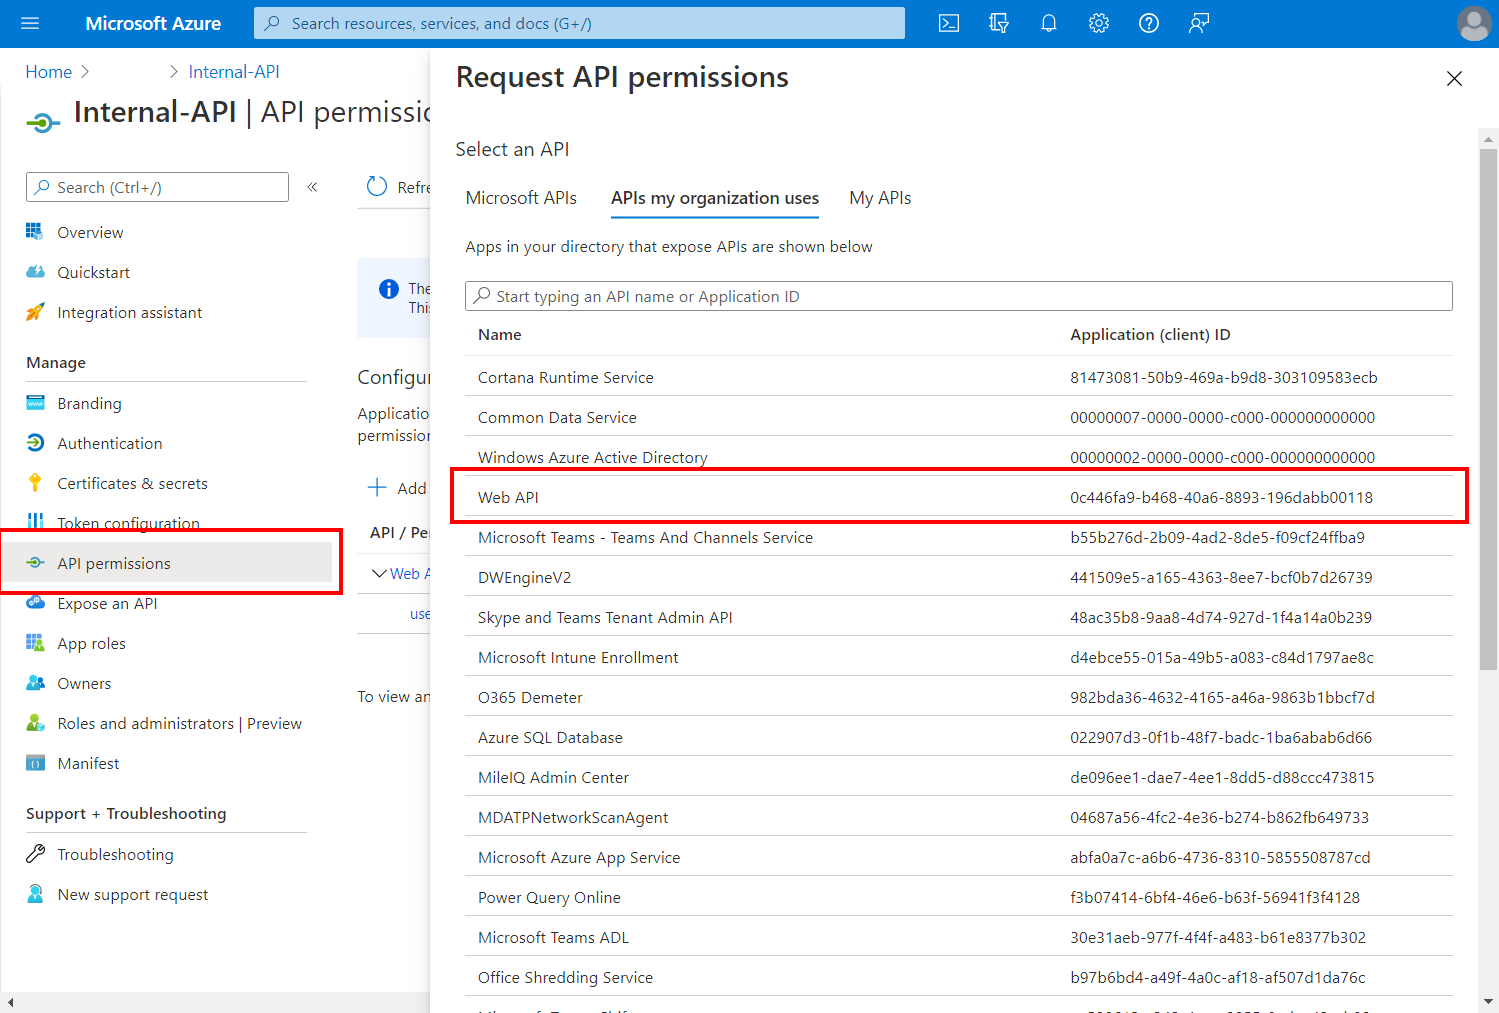 Microsoft Azure
Search resources, services, and docs (G+/)
Home
Internal-API
Internal-API | API permissio
Search (Ctrl+/)
«
Overview
Quickstart
Integration assistant
Manage
Branding
Authentication
Certificates & secrets
Token configuration
API permissions
Expose an API
App roles
Owners
Roles and administrators | Preview
Manifest
Support + Troubleshooting
Troubleshooting
New support request
Refre
The
This
Configur
Applicatio
permission
Add
API / Per
Web A
use
To view an
Request API permissions
Select an API
Microsoft APIs
APIs my organization uses
My APIs
Apps in your directory that expose APIs are shown below
Start typing an API name or Application ID
Name Application (client) ID
Cortana Runtime Service 81473081-50b9-469a-b9d8-303109583ecb
Common Data Service 00000007-0000-0000-c000-000000000000
Windows Azure Active Directory 00000002-0000-0000-c000-000000000000
Web API 0c446fa9-b468-40a6-8893-196dabb00118
Microsoft Teams - Teams And Channels Service b55b276d-2b09-4ad2-8de5-f09cf24ffba9
DWEngineV2 441509e5-a165-4363-8ee7-bcf0b7d26739
Skype and Teams Tenant Admin API 48ac35b8-9aa8-4d74-927d-1f4a14a0b239
Microsoft Intune Enrollment d4ebce55-015a-49b5-a083-c84d1797ae8c
O365 Demeter 982bda36-4632-4165-a46a-9863b1bbcf7d
Azure SQL Database 022907d3-0f1b-48f7-badc-1ba6abab6d66
MileIQ Admin Center de096ee1-dae7-4ee1-8dd5-d88ccc473815
MDATPNetworkScanAgent 04687a56-4fc2-4e36-b274-b862fb649733
Microsoft Azure App Service abfa0a7c-a6b6-4736-8310-5855508787cd
Power Query Online f3b07414-6bf4-46e6-b63f-56941f3f4128
Microsoft Teams ADL 30e31aeb-977f-4f4f-a483-b61e8377b302
Office Shredding Service b97b6bd4-a49f-4a0c-af18-af507d1da76c